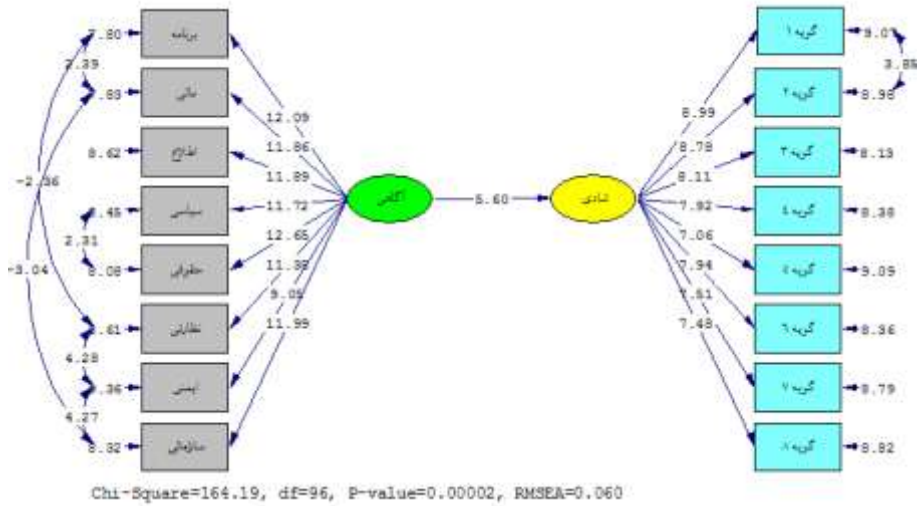 7.80
برنامه
2.39
.83
مالی
8.62
اطلاع
8.45
سیاسی
2.31
8.08
حقوقی
-2.36
-3.04
.61
نظارتی
4.28
.36
ایمنی
4.27
8.32
سازمانی
12.09
11.86
11.89
11.72
12.65
11.38
9.05
11.99
آگاهی
5.60
شادی
8.99
8.78
8.11
7.92
7.06
7.94
7.51
7.48
گویه ۱
9.07
3.85
گویه ۲
8.98
گویه ۳
8.13
گویه ٤
8.38
گویه ٤
9.09
گویه ٦
8.36
گویه ۷
8.79
گویه ۸
8.82
Chi-Square=164.19, df=96, P-value=0.00002, RMSEA=0.060